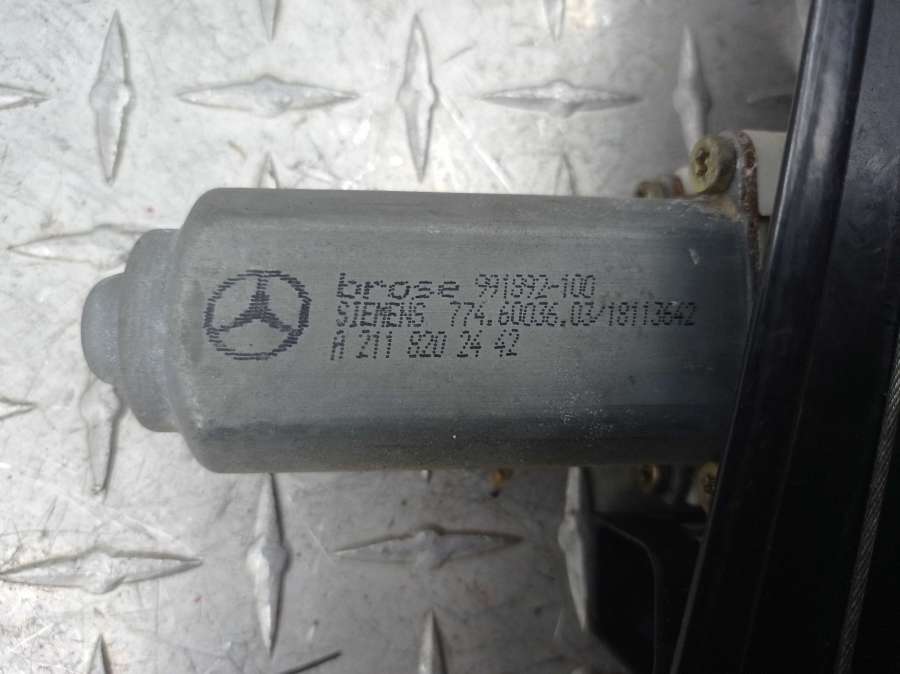 brose 991892-100
SIEMENS 774.60036.03/18113642
A 211 820 24 42